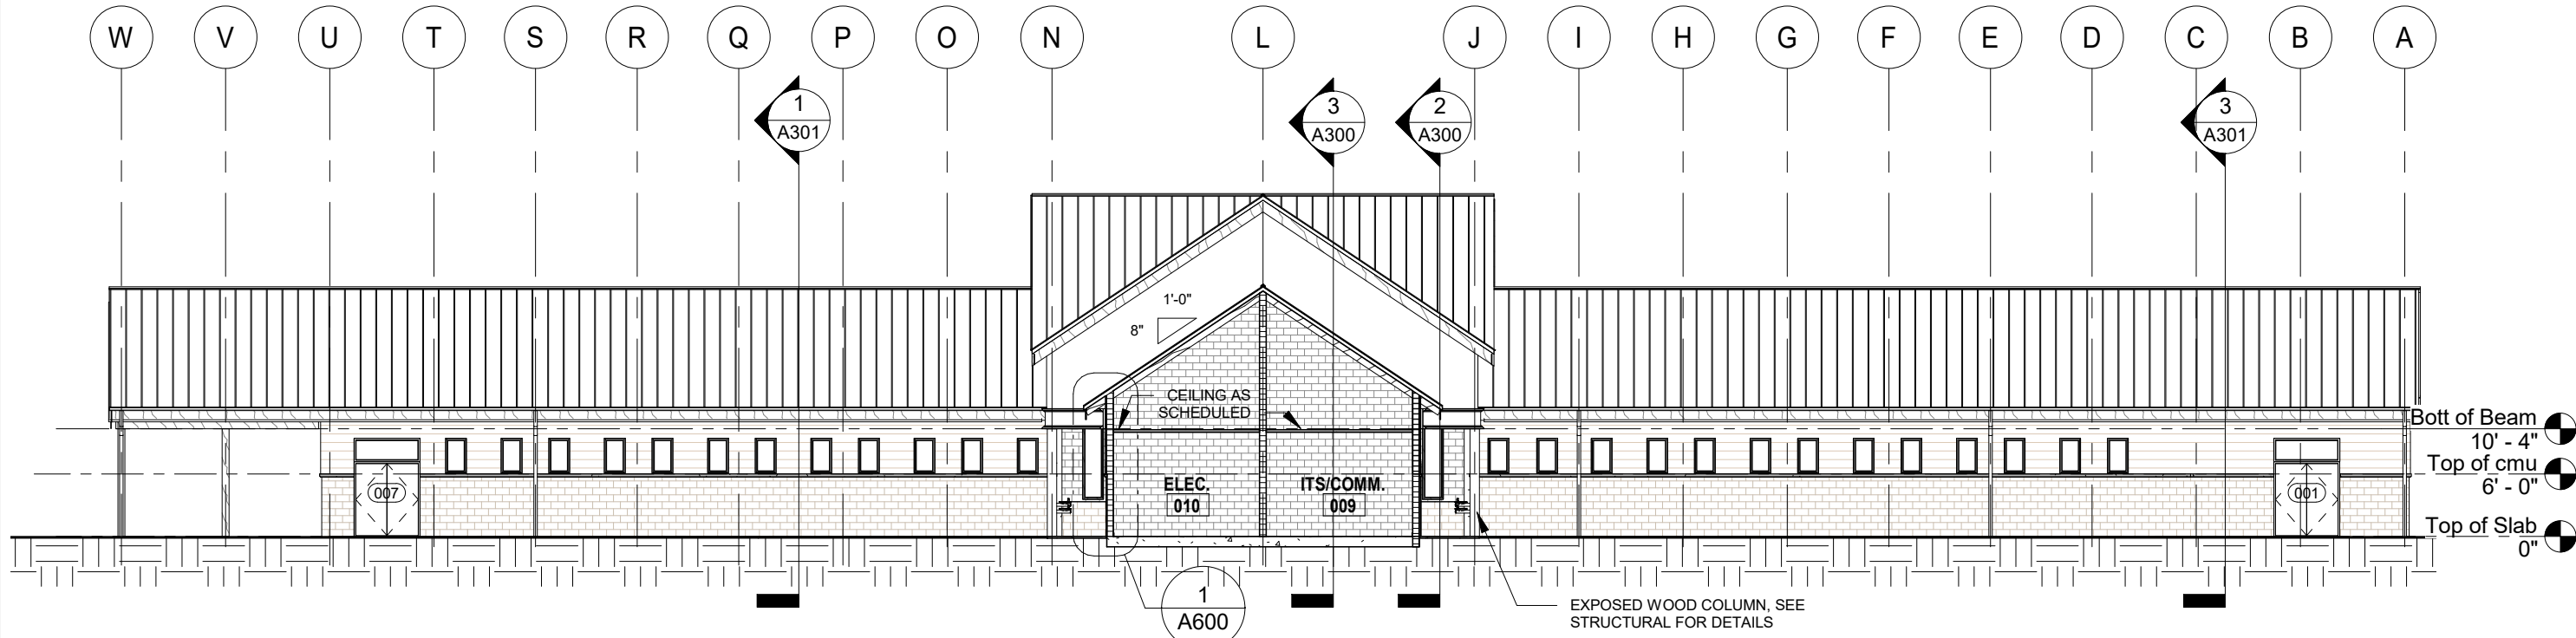 W V U T S R Q P O N L J I H G F E D C B A
1
A301
3
A300
2
A300
3
A301
1'-0"
8"
CEILING AS
SCHEDULED
Bott of Beam
10' - 4"
Top of cmu
6' - 0"
Top of Slab
0"
007
ELEC.
010
ITS/COMM.
009
001
1
A600
EXPOSED WOOD COLUMN, SEE
STRUCTURAL FOR DETAILS